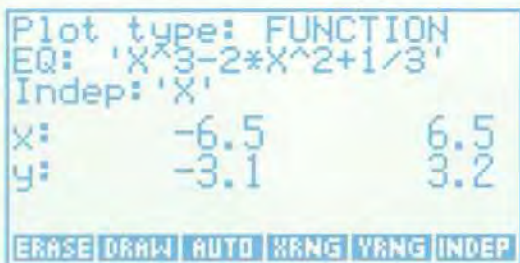 Plot type: FUNCTION
EQ: 'X^3-2*X^2+1/3'
Indep:'X'
x: -6.5 6.5
y: -3.1 3.2
ERASE DRAW AUTO XRNG YRNG INDEP